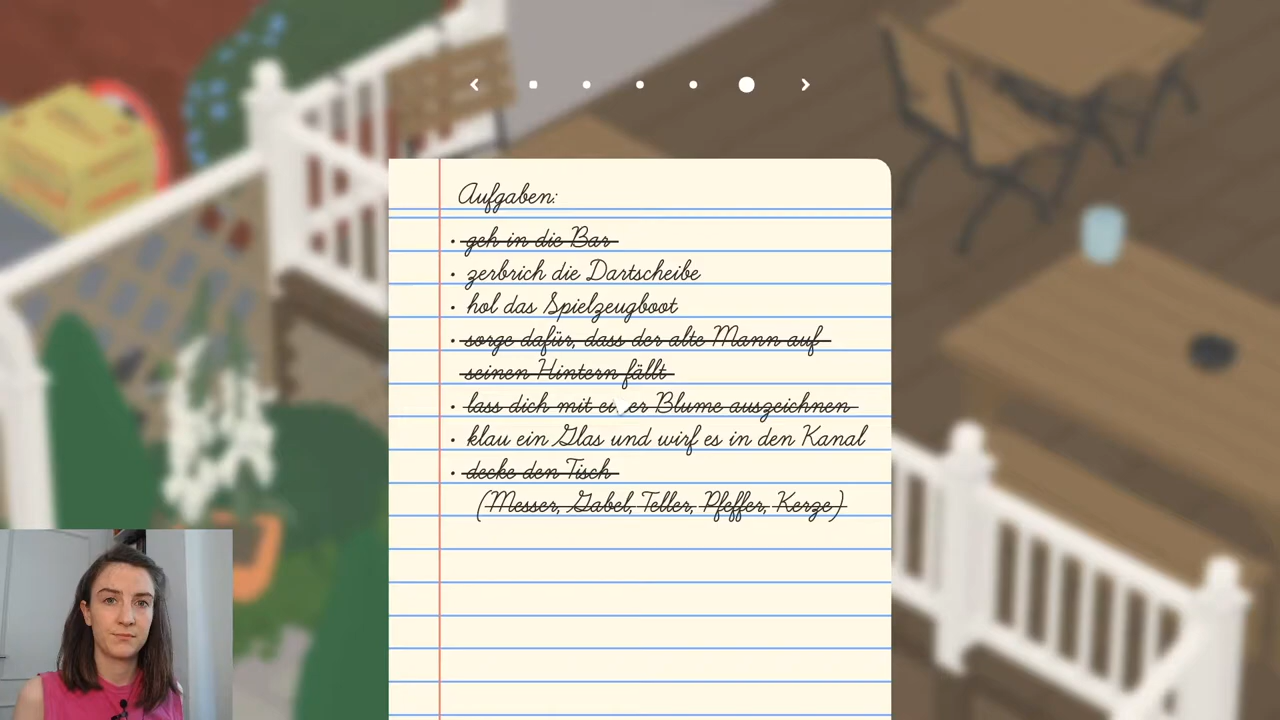 Aufgaben:
• geh in die Bar
• zerbrich die Dartscheibe
• hol das Spielzeugboot
• sorge dafür, dass der alte Mann auf
seinen Hintern fällt
• lass dich mit einer Blume auszeichnen
• klau ein Glas und wirf es in den Kanal
• decke den Tisch
(Messer, Gabel, Teller, Pfeffer, Kerze)